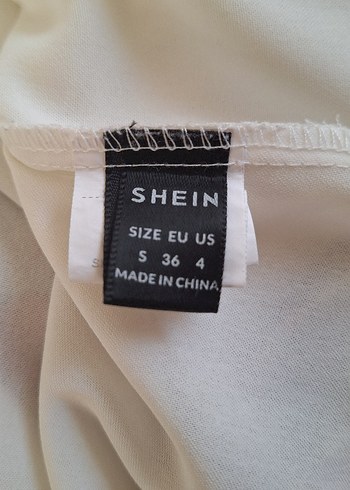 SHEIN
SIZE EU US
S 36 4
MADE IN CHINA